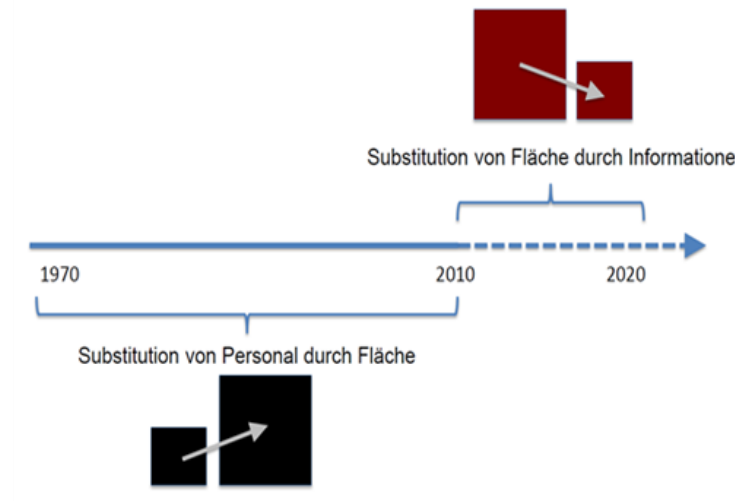 Substitution von Fläche durch Informatione
1970 2010 2020
Substitution von Personal durch Fläche